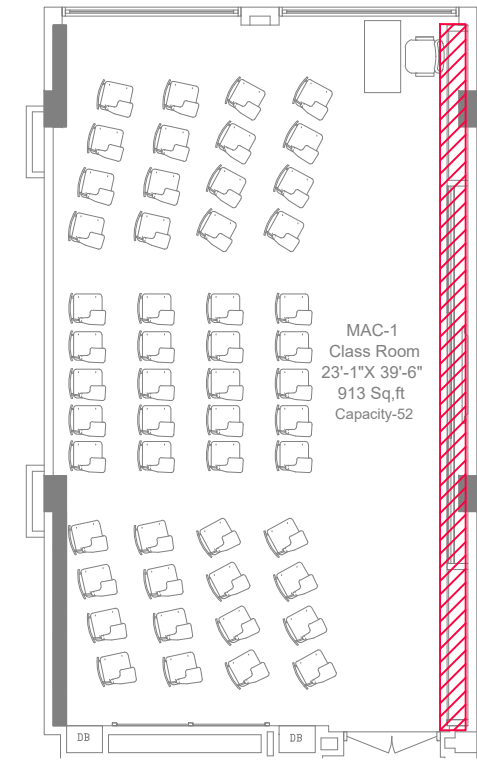 MAC-1
Class Room
23'-1"X 39'-6"
913 Sq,ft
Capacity-52
DB
DB